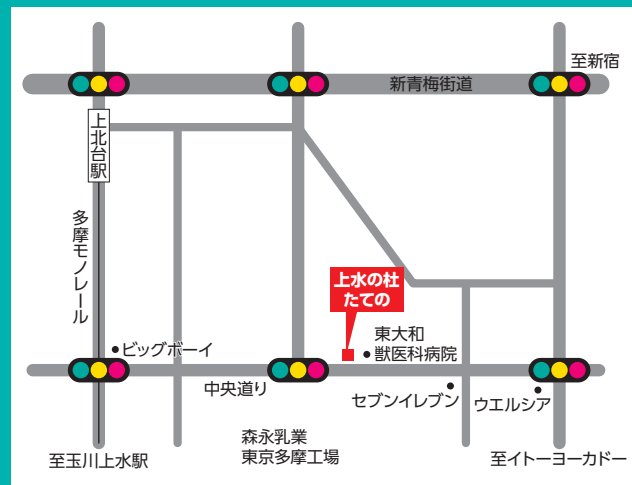 至新宿
新青梅街道
上北台駅
多摩モノレール
上水の杜
たての
東大和
獣医科病院
ビッグボーイ
中央道り
セブンイレブン
ウエルシア
森永乳業
東京多摩工場
至玉川上水駅
至イトーヨーカドー